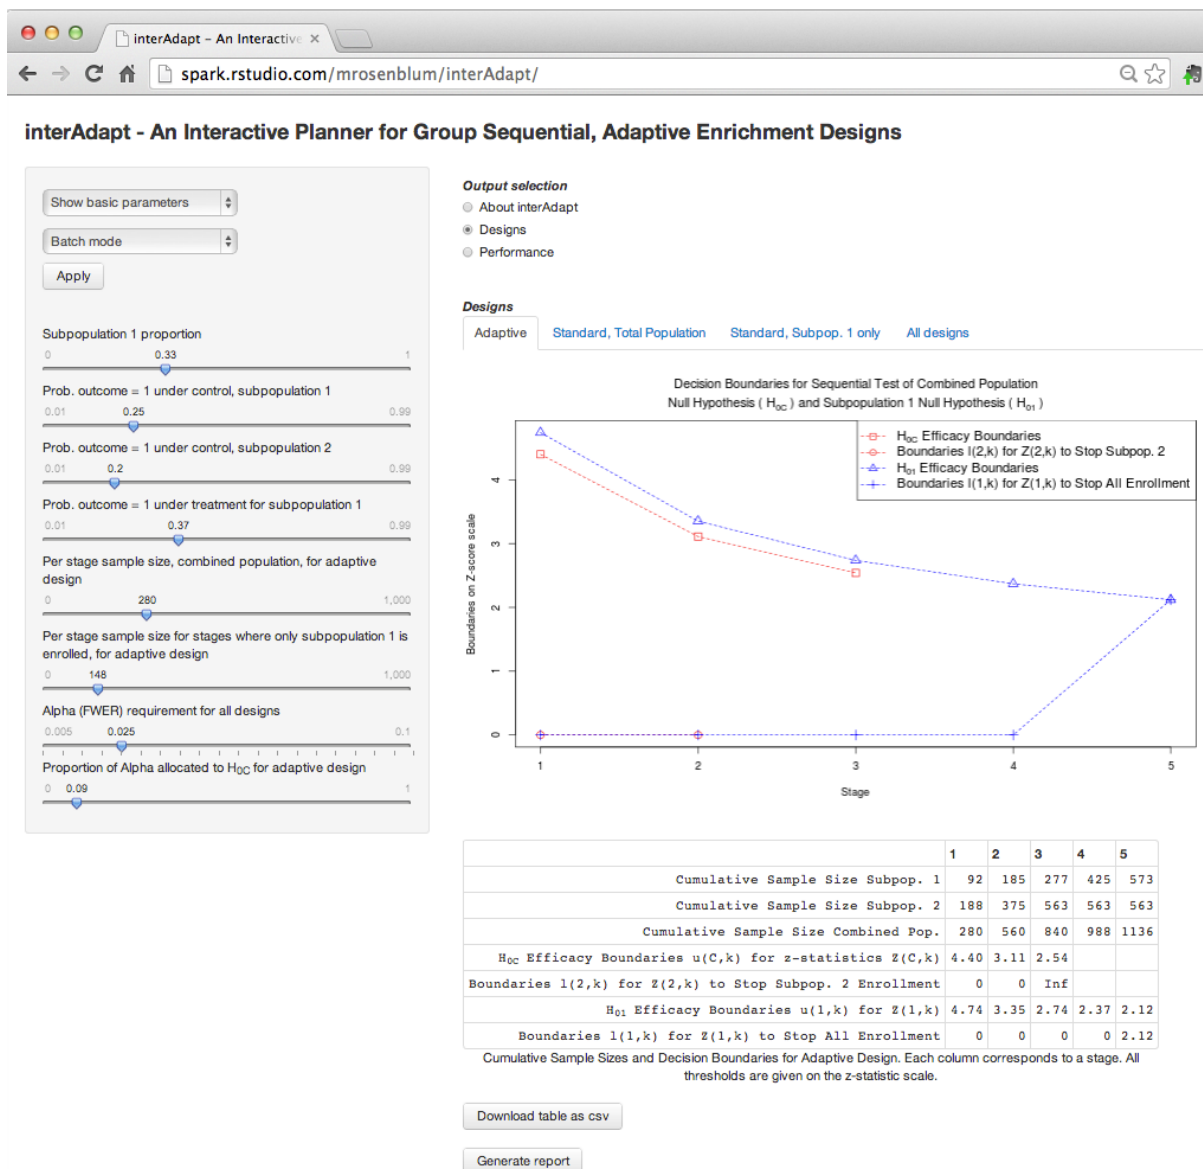 interAdapt - An Interactive
spark.rstudio.com/mrosenblum/interAdapt/
interAdapt - An Interactive Planner for Group Sequential, Adaptive Enrichment Designs
Show basic parameters
Batch mode
Apply
Subpopulation 1 proportion
0 0.33 1
Prob. outcome = 1 under control, subpopulation 1
0.01 0.25 0.99
Prob. outcome = 1 under control, subpopulation 2
0.01 0.2 0.99
Prob. outcome = 1 under treatment for subpopulation 1
0.01 0.37 0.99
Per stage sample size, combined population, for adaptive
design
0 280 1,000
Per stage sample size for stages where only subpopulation 1 is
enrolled, for adaptive design
0 148 1,000
Alpha (FWER) requirement for all designs
0.005 0.025 0.1
Proportion of Alpha allocated to H0C for adaptive design
0 0.09 1
Output selection
About interAdapt
Designs
Performance
Designs
Adaptive Standard, Total Population Standard, Subpop. 1 only All designs
Decision Boundaries for Sequential Test of Combined Population
Null Hypothesis ( H0C ) and Subpopulation 1 Null Hypothesis ( H01 )
H0C Efficacy Boundaries
Boundaries l(2,k) for Z(2,k) to Stop Subpop. 2
H01 Efficacy Boundaries
Boundaries l(1,k) for Z(1,k) to Stop All Enrollment
Boundaries on Z-score scale
4
3
2
1
0
1 2 3 4 5
Stage
1 2 3 4 5
Cumulative Sample Size Subpop. 1 92 185 277 425 573
Cumulative Sample Size Subpop. 2 188 375 563 563 563
Cumulative Sample Size Combined Pop. 280 560 840 988 1136
H0C Efficacy Boundaries u(C,k) for z-statistics Z(C,k) 4.40 3.11 2.54
Boundaries l(2,k) for Z(2,k) to Stop Subpop. 2 Enrollment 0 0 Inf
H01 Efficacy Boundaries u(1,k) for Z(1,k) 4.74 3.35 2.74 2.37 2.12
Boundaries l(1,k) for Z(1,k) to Stop All Enrollment 0 0 0 0 2.12
Cumulative Sample Sizes and Decision Boundaries for Adaptive Design. Each column corresponds to a stage. All
thresholds are given on the z-statistic scale.
Download table as csv
Generate report